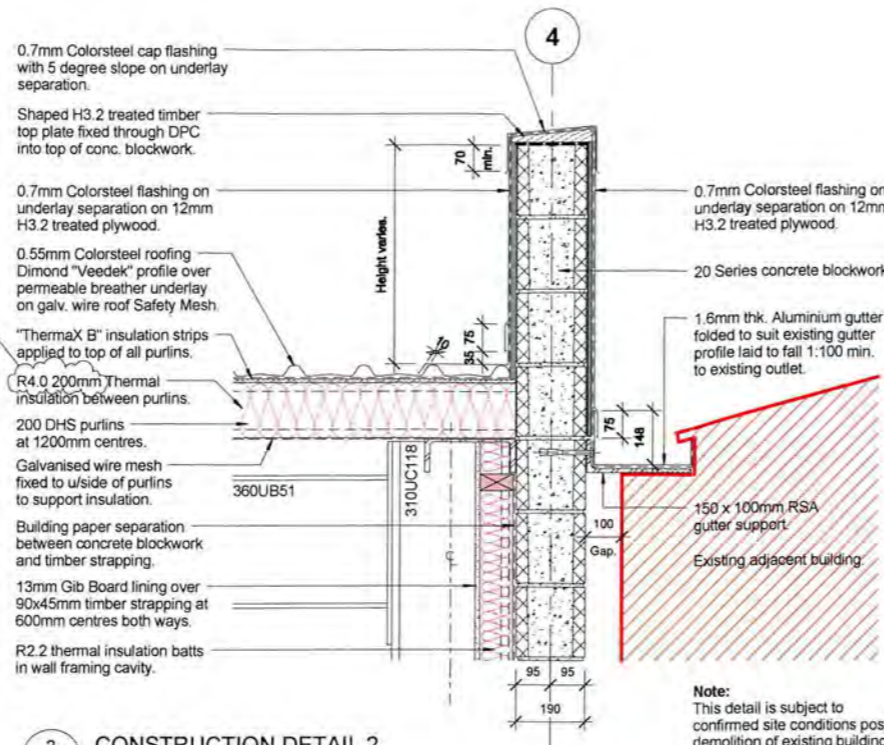 4
0.7mm Colorsteel cap flashing
with 5 degree slope on underlay
separation.
Shaped H3.2 treated timber
top plate fixed through DPC
into top of conc. blockwork.
0.7mm Colorsteel flashing on
underlay separation on 12mm
H3.2 treated plywood.
0.55mm Colorsteel roofing
Dimond "Veedek" profile over
permeable breather underlay
on galv. wire roof Safety Mesh.
"ThermaX B" insulation strips
applied to top of all purlins.
R4.0 200mm Thermal
insulation between purlins.
200 DHS purlins
at 1200mm centres.
Galvanised wire mesh
fixed to u/side of purlins
to support insulation.
Building paper separation
between concrete blockwork
and timber strapping.
13mm Gib Board lining over
90x45mm timber strapping at
600mm centres both ways.
R2.2 thermal insulation batts
in wall framing cavity.
70
min.
Height varies.
75
35
360UB51
310UC118
0.7mm Colorsteel flashing on
underlay separation on 12mm
H3.2 treated plywood.
20 Series concrete blockwork
1.6mm thk. Aluminium gutter
folded to suit existing gutter
profile laid to fall 1:100 min.
to existing outlet.
75
148
100
Gap.
150 x 100mm RSA
gutter support.
Existing adjacent building.
95 95
190
Note:
This detail is subject to
confirmed site conditions pos
demolition of existing building
CONSTRUCTION DETAIL 2